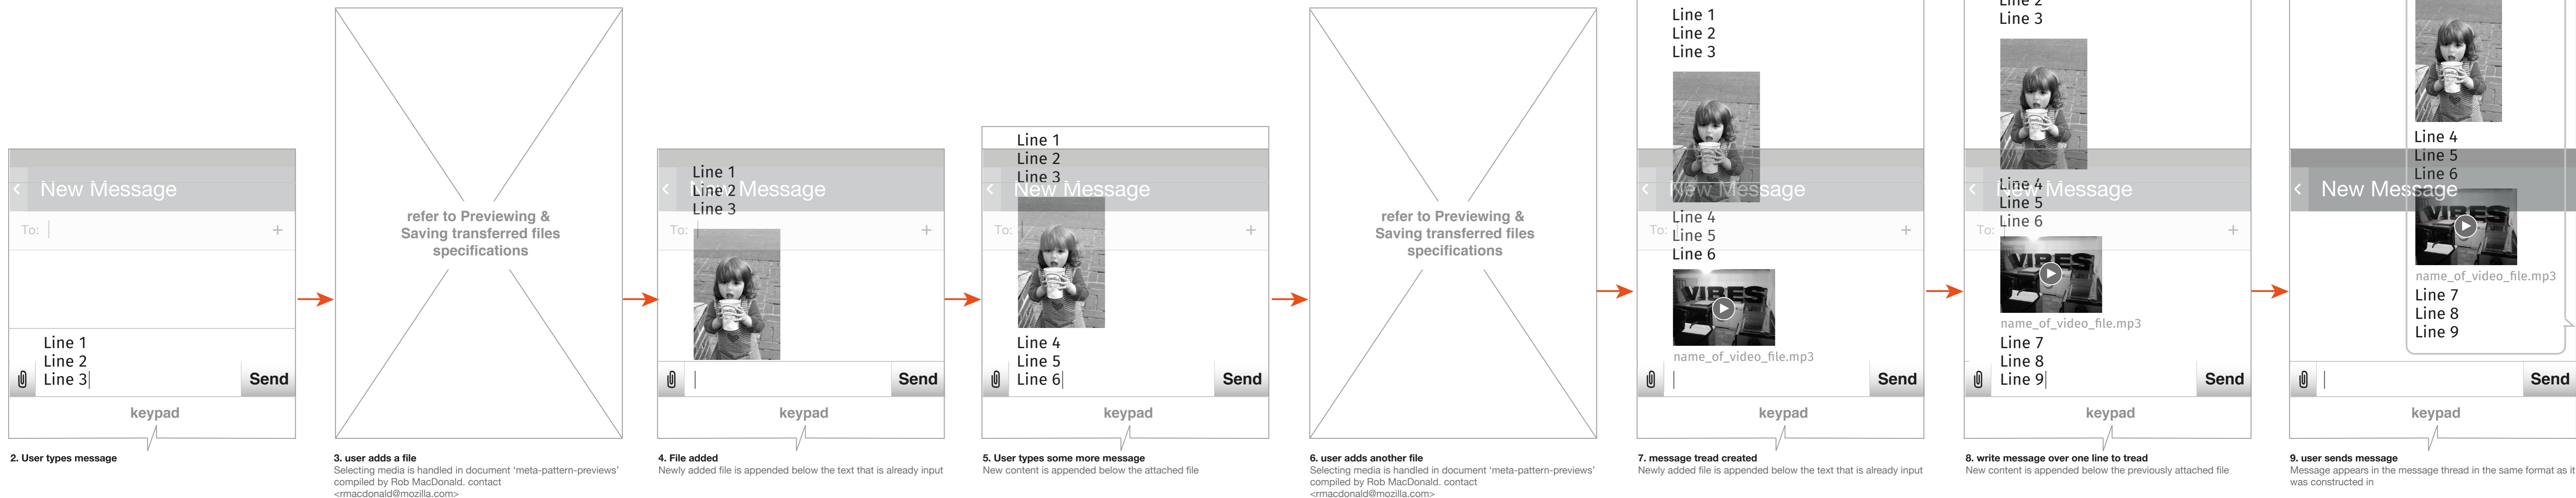 New Message
To:
+
Line 1
Line 2
Line 3
Send
keypad
2. User types message
refer to Previewing &
Saving transferred files
specifications
3. user adds a file
Selecting media is handled in document ‘meta-pattern-previews’
compiled by Rob MacDonald. contact
<rmacdonald@mozilla.com>
Line 1
Line 2
Line 3
New Message
To:
+
Send
keypad
4. File added
Newly added file is appended below the text that is already input
Line 1
Line 2
Line 3
New Message
To:
+
Line 4
Line 5
Line 6
Send
keypad
5. User types some more message
New content is appended below the attached file
refer to Previewing &
Saving transferred files
specifications
6. user adds another file
Selecting media is handled in document ‘meta-pattern-previews’
compiled by Rob MacDonald. contact
<rmacdonald@mozilla.com>
Line 1
Line 2
Line 3
New Message
To:
+
Line 4
Line 5
Line 6
VIBES
name_of_video_file.mp3
Send
keypad
7. message tread created
Newly added file is appended below the text that is already input
Line 2
Line 3
New Message
To:
+
Line 4
Line 5
Line 6
VIBES
name_of_video_file.mp3
Line 7
Line 8
Line 9
Send
keypad
8. write message over one line to tread
New content is appended below the previously attached file
Line 4
Line 5
Line 6
New Message
VIBES
name_of_video_file.mp3
Line 7
Line 8
Line 9
Send
keypad
9. user sends message
Message appears in the message thread in the same format as it
was constructed in